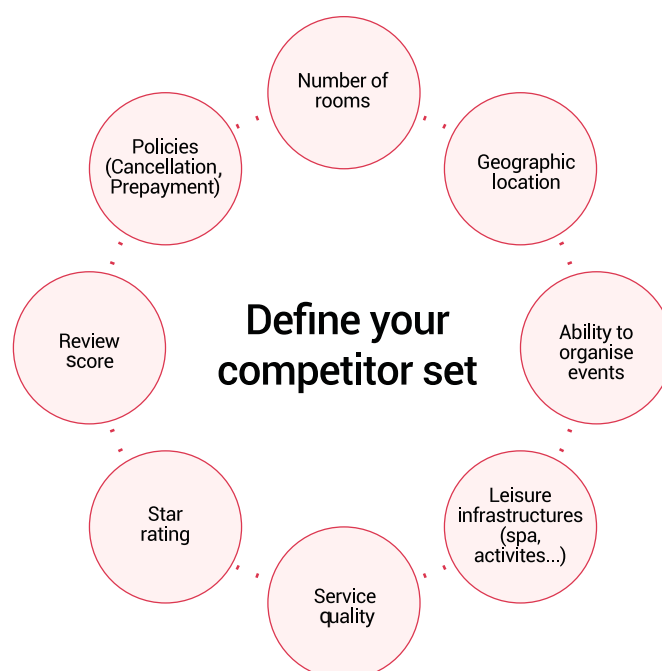 Number of
rooms
Geographic
location
Ability to
organise
events
Leisure
infrastructures
(spa,
activites...)
Service
quality
Star
rating
Review
score
Policies
(Cancellation,
Prepayment)
Define your
competitor set